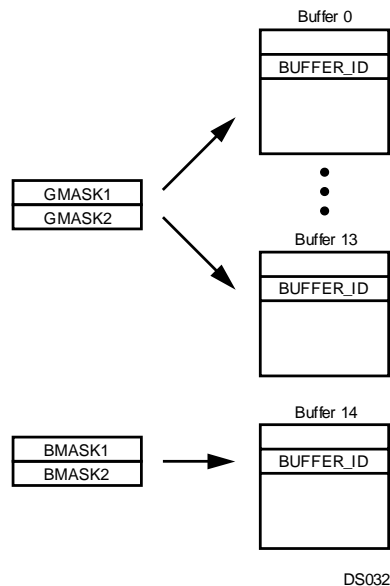 Buffer 0
BUFFER_ID
GMASK1
GMASK2
Buffer 13
BUFFER_ID
Buffer 14
BMASK1
BUFFER_ID
BMASK2
DS032